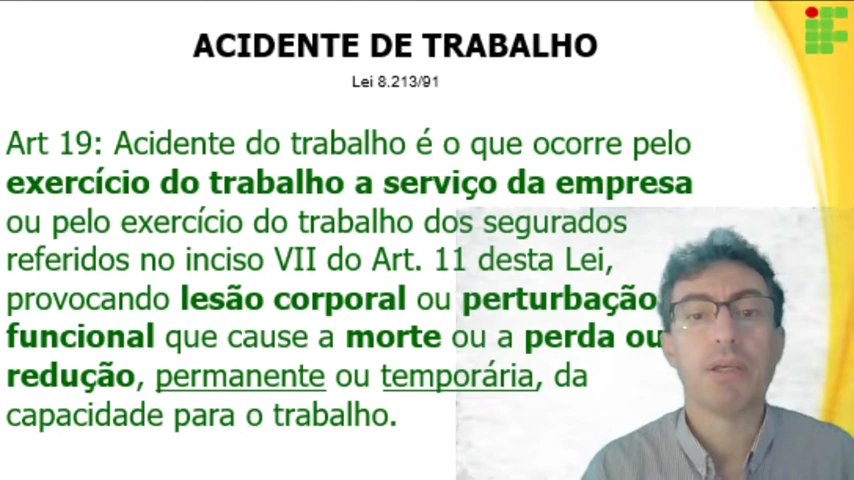 ACIDENTE DE TRABALHO
Lei 8.213/91
Art 19: Acidente do trabalho é o que ocorre pelo
exercício do trabalho a serviço da empresa
ou pelo exercício do trabalho dos segurados
referidos no inciso VII do Art. 11 desta Lei,
provocando lesão corporal ou perturbação
funcional que cause a morte ou a perda ou
redução, permanente ou temporária, da
capacidade para o trabalho.